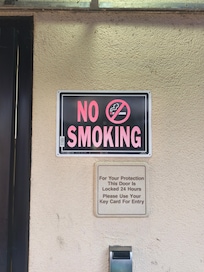 NO
SMOKING
For Your Protection
This Door Is
Locked 24 Hours
Please Use Your
Key Card For Entry